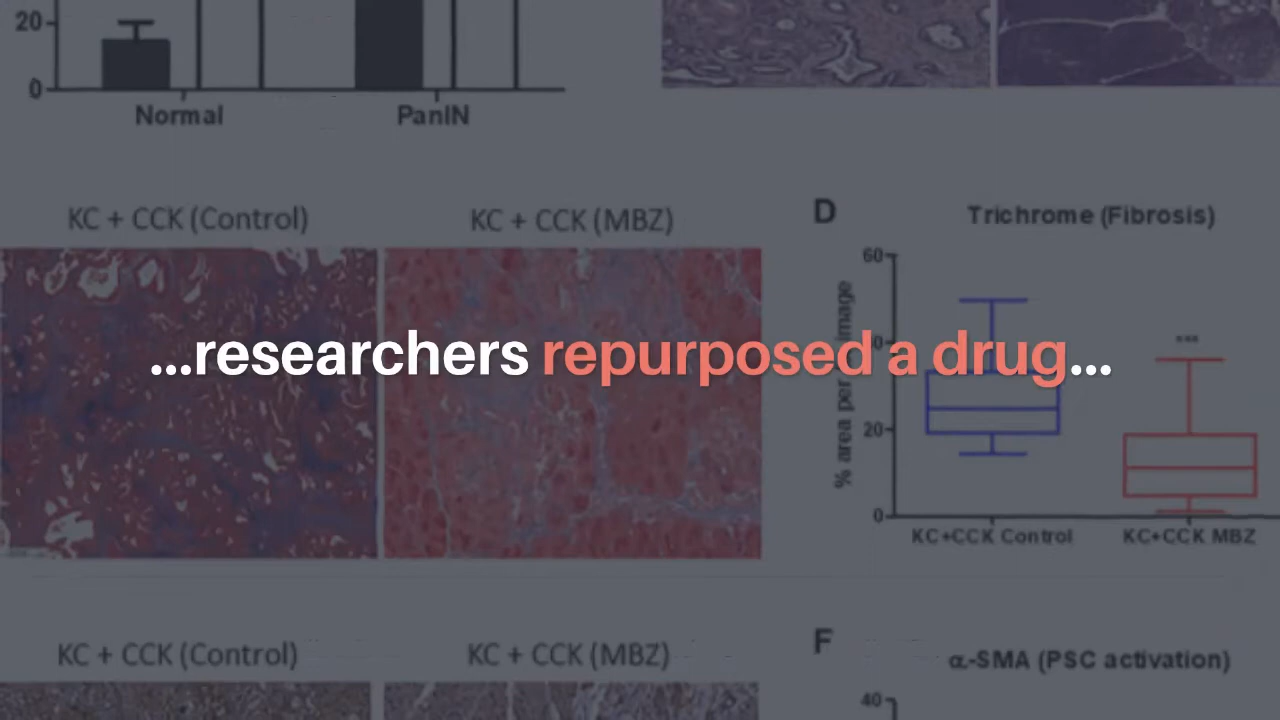 20
0
Normal
PanIN
KC + CCK (Control)
KC + CCK (MBZ)
D
Trichrome (Fibrosis)
60
40
20
0
% area per image
***
KC+CCK Control
KC+CCK MBZ
...researchers repurposed a drug...
KC + CCK (Control)
KC + CCK (MBZ)
F
α-SMA (PSC activation)
40